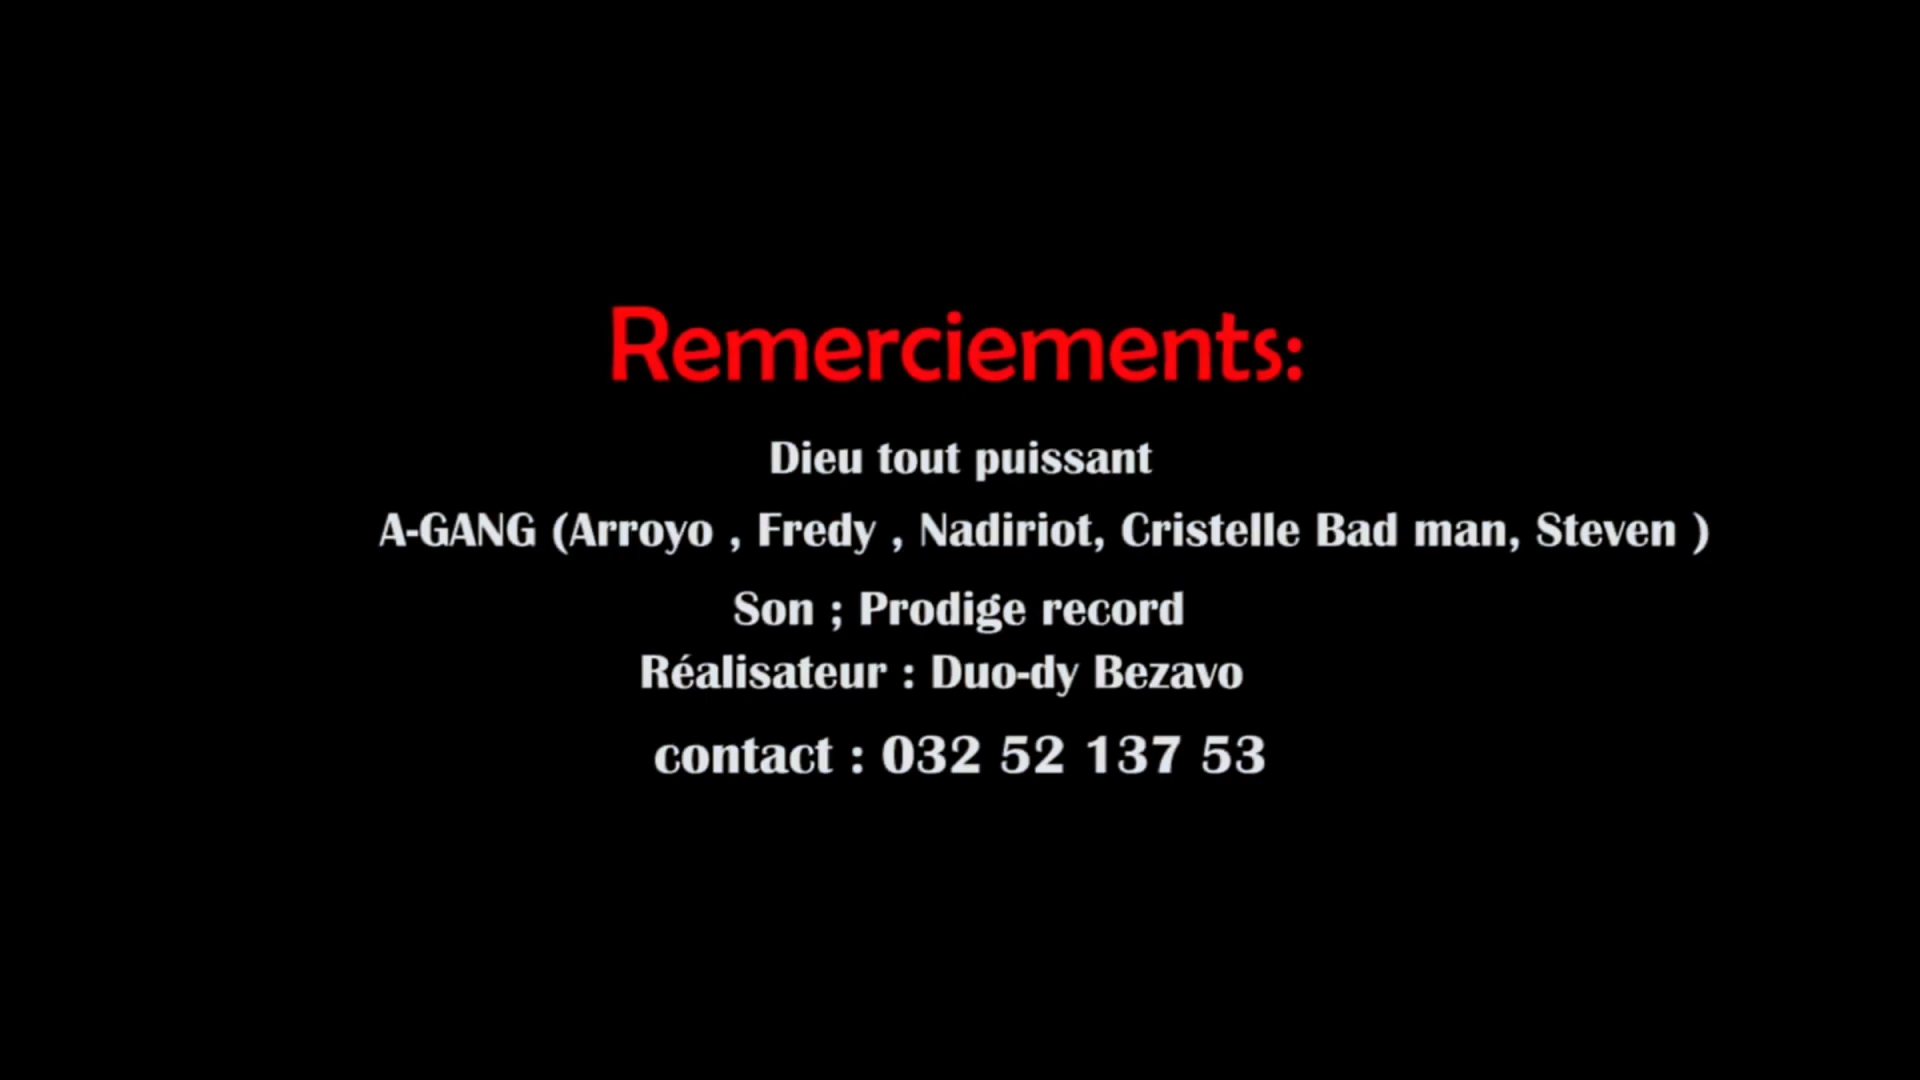 Remerciements:
Dieu tout puissant
A-GANG (Arroyo , Fredy , Nadiriot, Cristelle Bad man, Steven )
Son ; Prodige record
Réalisateur : Duo-dy Bezavo
contact : 032 52 137 53